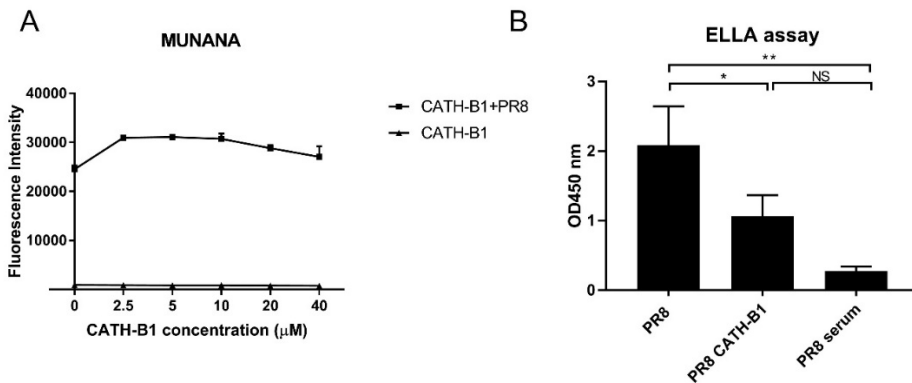 A
MUNANA
40000
30000
20000
10000
Fluorescence Intensity
0
2.5
5
10
20
40
CATH-B1 concentration (μM)
CATH-B1+PR8
CATH-B1
B
ELLA assay
**
*
NS
3
2
1
0
OD450 nm
PR8
PR8 CATH-B1
PR8 serum